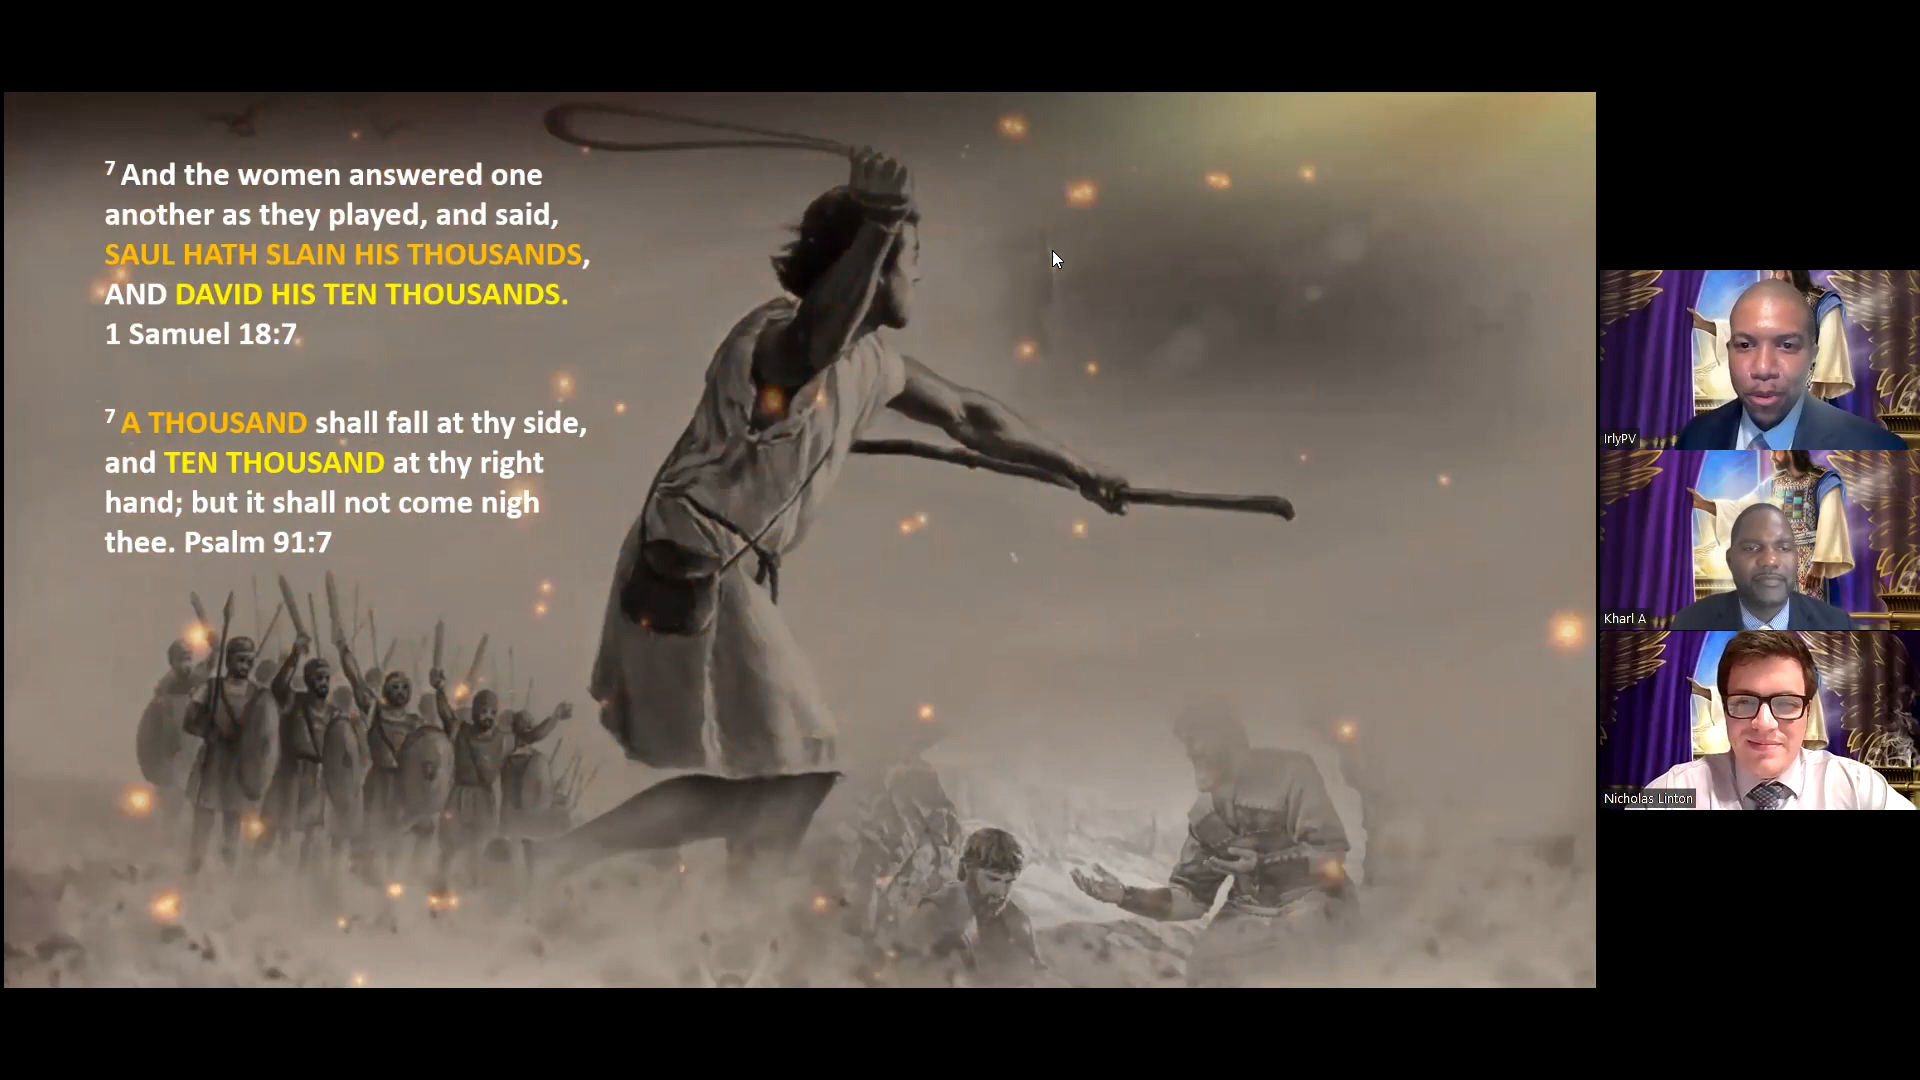 7 And the women answered one
another as they played, and said,
SAUL HATH SLAIN HIS THOUSANDS,
AND DAVID HIS TEN THOUSANDS.
1 Samuel 18:7
7 A THOUSAND shall fall at thy side,
and TEN THOUSAND at thy right
hand; but it shall not come nigh
thee. Psalm 91:7
IrlyPV
Kharl A
Nicholas Linton